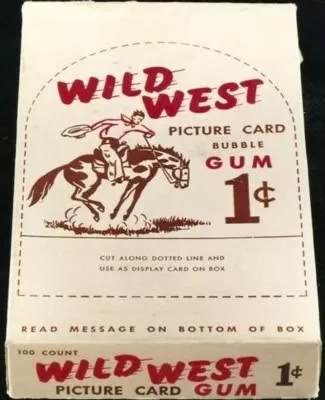 WILD
WEST
PICTURE CARD
BUBBLE
GUM
1¢
CUT ALONG DOTTED LINE AND
USE AS DISPLAY CARD ON BOX
READ MESSAGE ON BOTTOM OF BOX
100 COUNT
WILD WEST 1¢
PICTURE CARD GUM